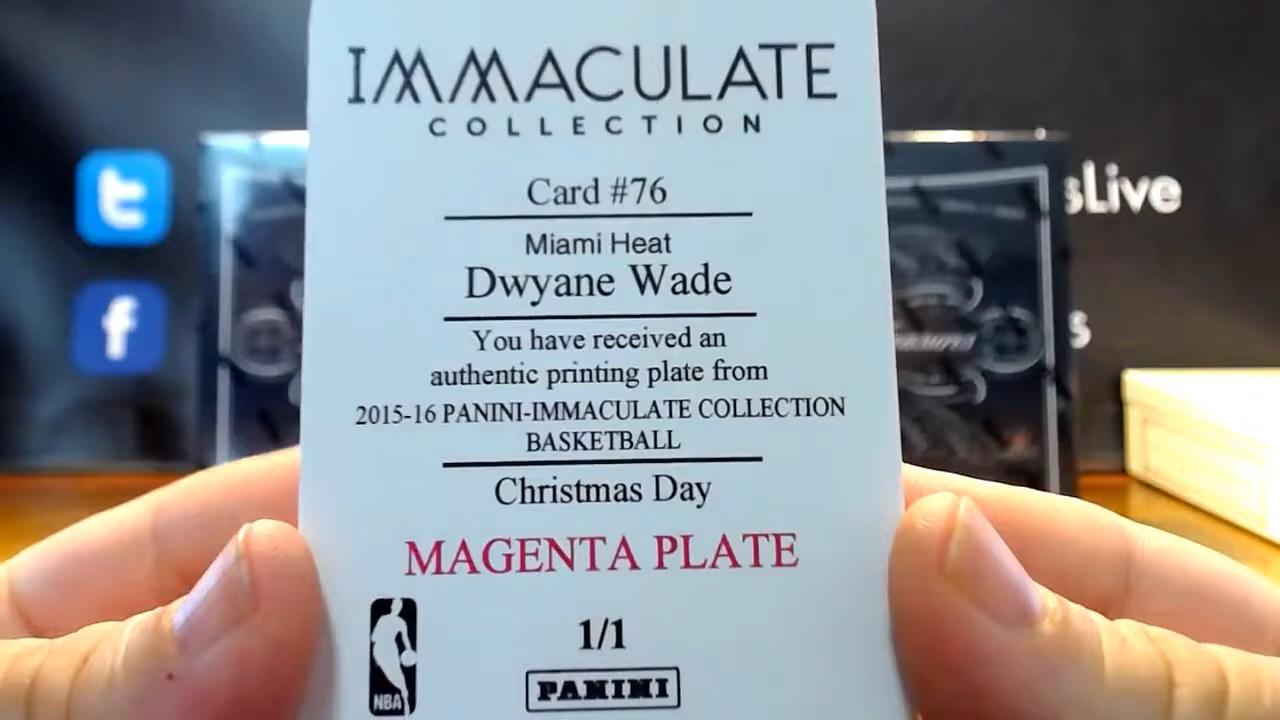 IMMACULATE
COLLECTION
Card #76
Miami Heat
Dwyane Wade
You have received an
authentic printing plate from
2015-16 PANINI-IMMACULATE COLLECTION
BASKETBALL
Christmas Day
MAGENTA PLATE
1/1
NBA
PANINI
sLive
s